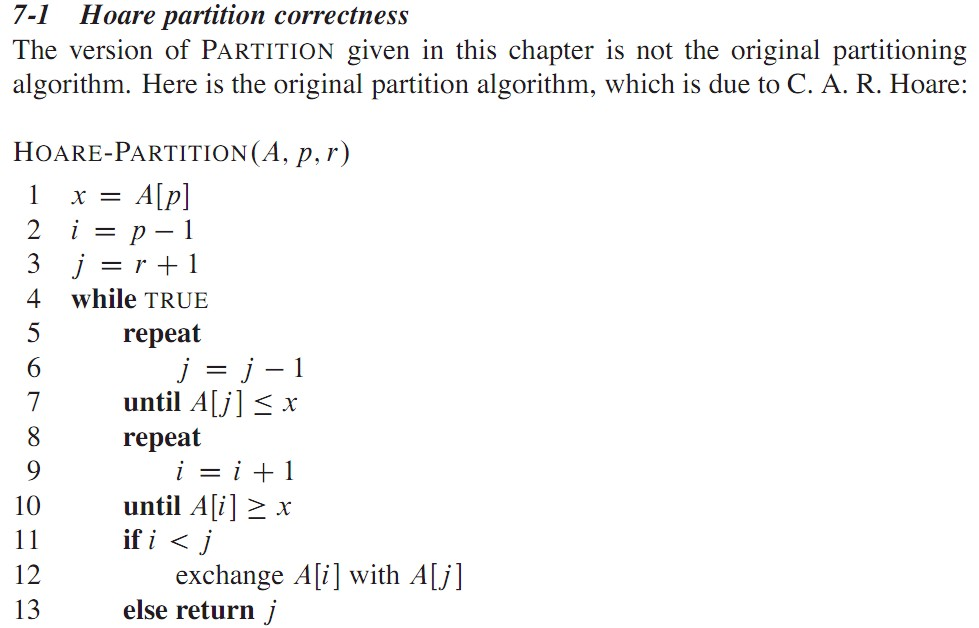 7-1 Hoare partition correctness
The version of PARTITION given in this chapter is not the original partitioning
algorithm. Here is the original partition algorithm, which is due to C. A. R. Hoare:
HOARE-PARTITION(A, p, r)
1 x = A[p]
2 i = p − 1
3 j = r + 1
4 while TRUE
5 repeat
6 j = j − 1
7 until A[j] ≤ x
8 repeat
9 i = i + 1
10 until A[i] ≥ x
11 if i < j
12 exchange A[i] with A[j]
13 else return j